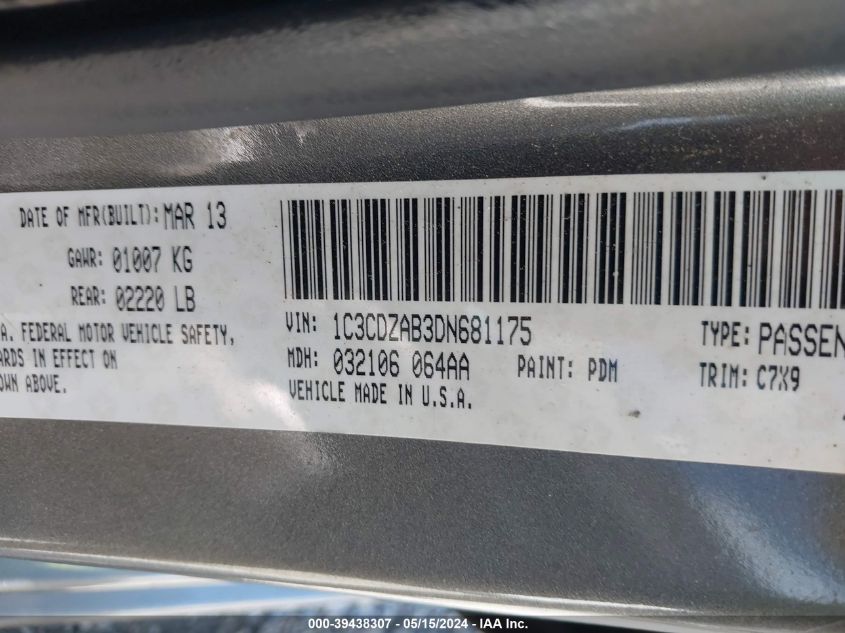 DATE OF MFR(BUILT): MAR 13
GAWR: 01007 KG
REAR: 02220 LB
A. FEDERAL MOTOR VEHICLE SAFETY,
ARDS IN EFFECT ON
OWN ABOVE.
VIN: 1C3CDZAB3DN681175
TYPE: PASSEN
MDH: 032106 064AA
PAINT: PDM
TRIM: C7X9
VEHICLE MADE IN U.S.A.
000-39438307 - 05/15/2024 - IAA Inc.